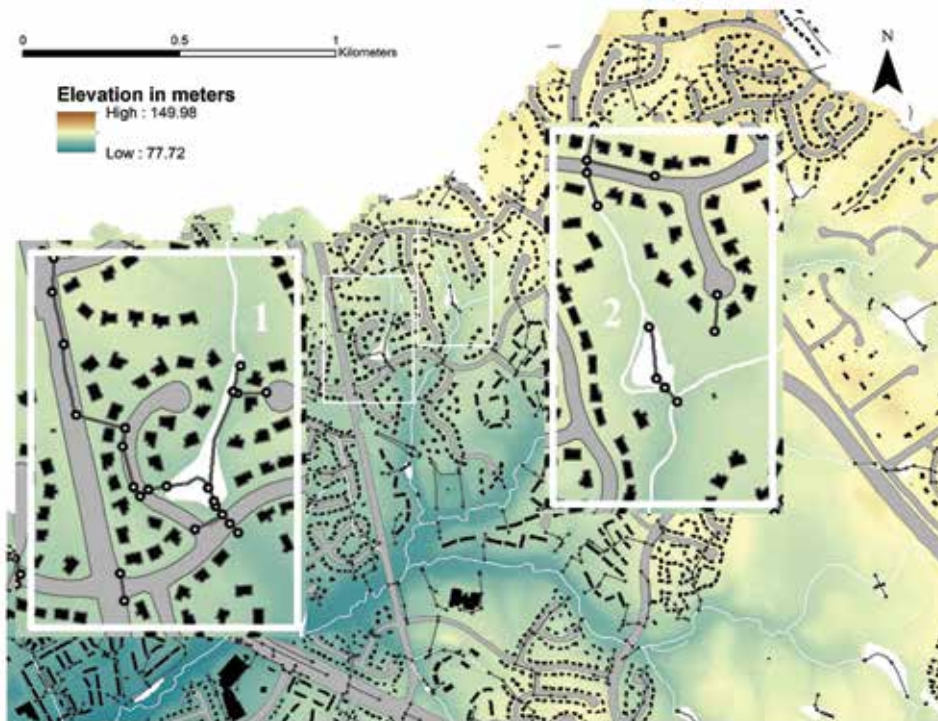 0 0.5 1
Kilometers
N
Elevation in meters
High : 149.98
Low : 77.72
1
2